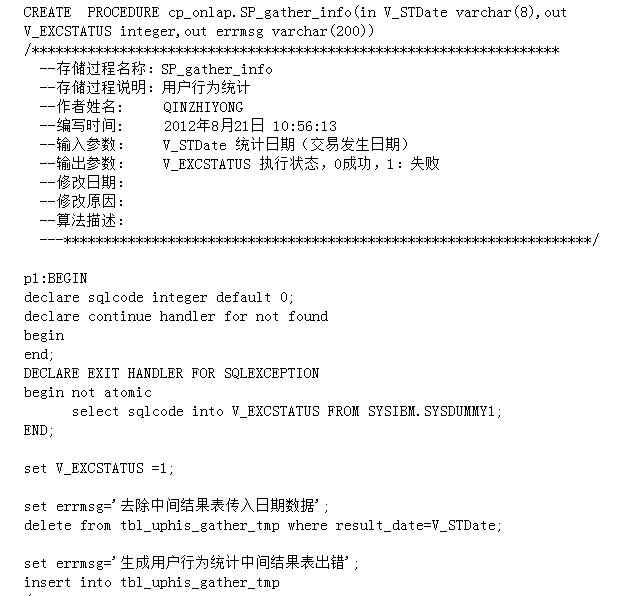 CREATE  PROCEDURE cp_onlap.SP_gather_info(in V_STDate varchar(8),out
V_EXCSTATUS integer,out errmsg varchar(200))
/******************************************************************
--存储过程名称：SP_gather_info
--存储过程说明：用户行为统计
--作者姓名：    QINZHIYONG
--编写时间：    2012年8月21日 10:56:13
--输入参数：    V_STDate 统计日期（交易发生日期）
--输出参数：    V_EXCSTATUS 执行状态，0成功，1：失败
--修改日期：
--修改原因：
--算法描述：
---******************************************************************/
p1:BEGIN
declare sqlcode integer default 0;
declare continue handler for not found
begin
end;
DECLARE EXIT HANDLER FOR SQLEXCEPTION
begin not atomic
      select sqlcode into V_EXCSTATUS FROM SYSIBM.SYSDUMMY1;
END;
set V_EXCSTATUS =1;
set errmsg='去除中间结果表传入日期数据';
delete from tbl_uphis_gather_tmp where result_date=V_STDate;
set errmsg='生成用户行为统计中间结果表出错';
insert into tbl_uphis_gather_tmp